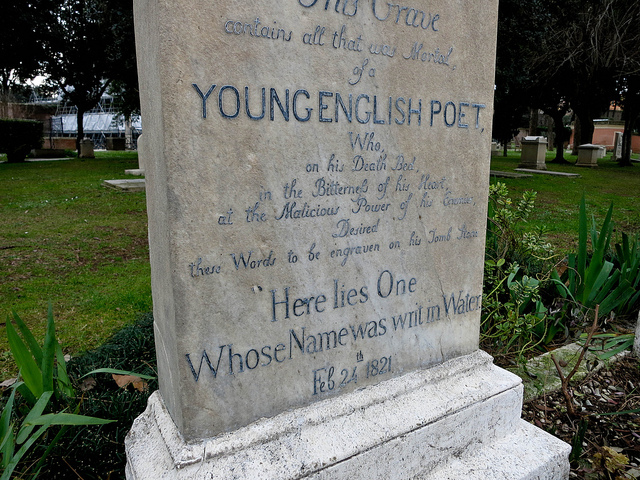 This Grave
contains all that was Mortal,
of a
YOUNG ENGLISH POET,
Who,
on his Death Bed,
in the Bitterneſs of his Heart,
at the Malicious Power of his Enemies,
Desired
these Words to be engraven on his Tomb Stone
"Here lies One
Whose Name was writ in Water
Feb 24th 1821